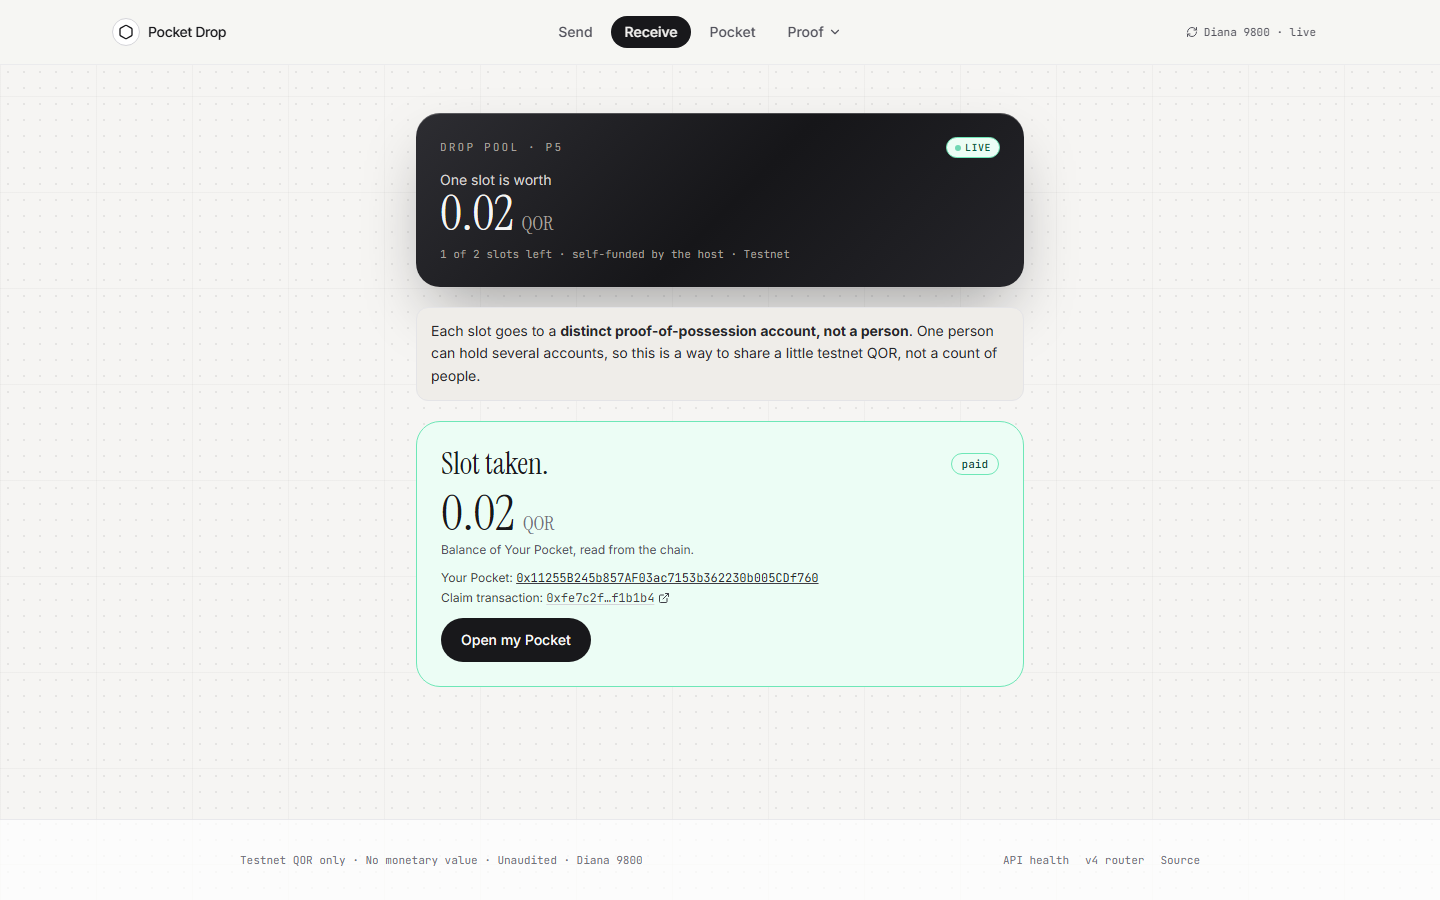 Pocket Drop
Send
Receive
Pocket
Proof
Diana 9800 · live
DROP POOL · P5
LIVE
One slot is worth
0.02 QOR
1 of 2 slots left · self-funded by the host · Testnet
Each slot goes to a distinct proof-of-possession account, not a person. One person
can hold several accounts, so this is a way to share a little testnet QOR, not a count of
people.
Slot taken.
paid
0.02 QOR
Balance of Your Pocket, read from the chain.
Your Pocket: 0x11255B245b857AF03ac7153b362230b005CDf760
Claim transaction: 0xfe7c2f…f1b1b4
Open my Pocket
Testnet QOR only · No monetary value · Unaudited · Diana 9800
API health
v4 router
Source